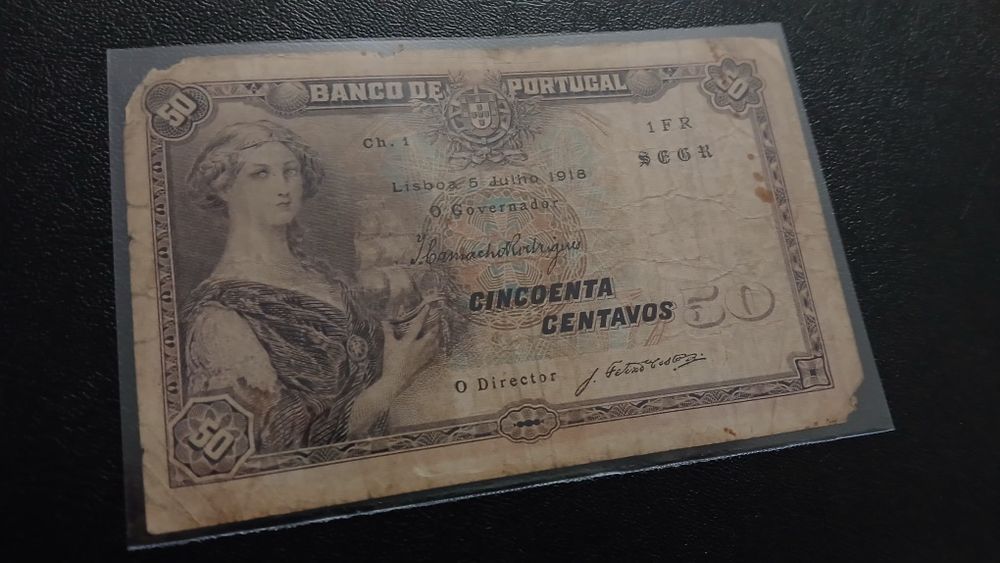 50
BANCO DE PORTUGAL
50
Ch. 1
1FR
SEGR
Lisboa, 5 Julho 1918
O Governador
J. Camacho Rodrigues
CINCOENTA
CENTAVOS 50
O Director
50